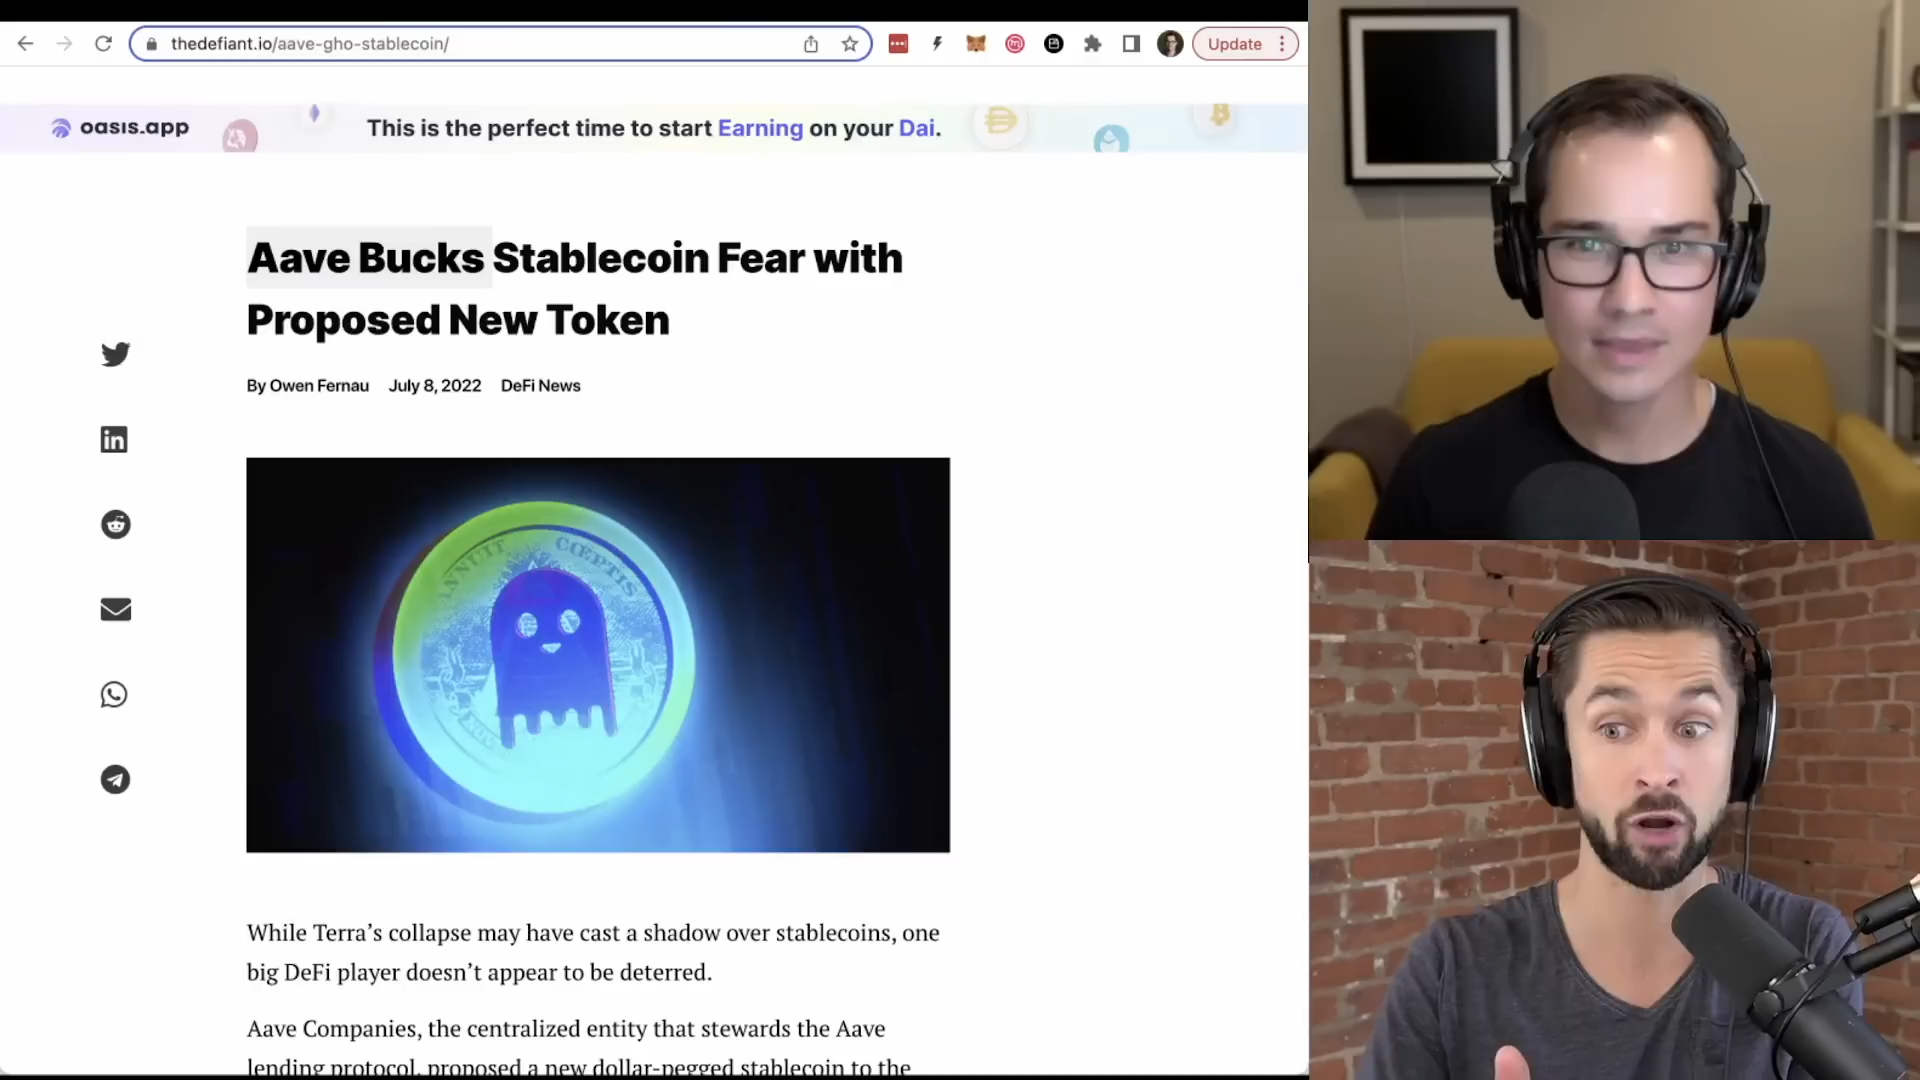 thedefiant.io/aave-gho-stablecoin/
Update
oasis.app
This is the perfect time to start Earning on your Dai.
Aave Bucks Stablecoin Fear with
Proposed New Token
By Owen Fernau July 8, 2022 DeFi News
ANNUIT CŒPTIS
While Terra’s collapse may have cast a shadow over stablecoins, one
big DeFi player doesn’t appear to be deterred.
Aave Companies, the centralized entity that stewards the Aave
lending protocol, proposed a new dollar-pegged stablecoin to the